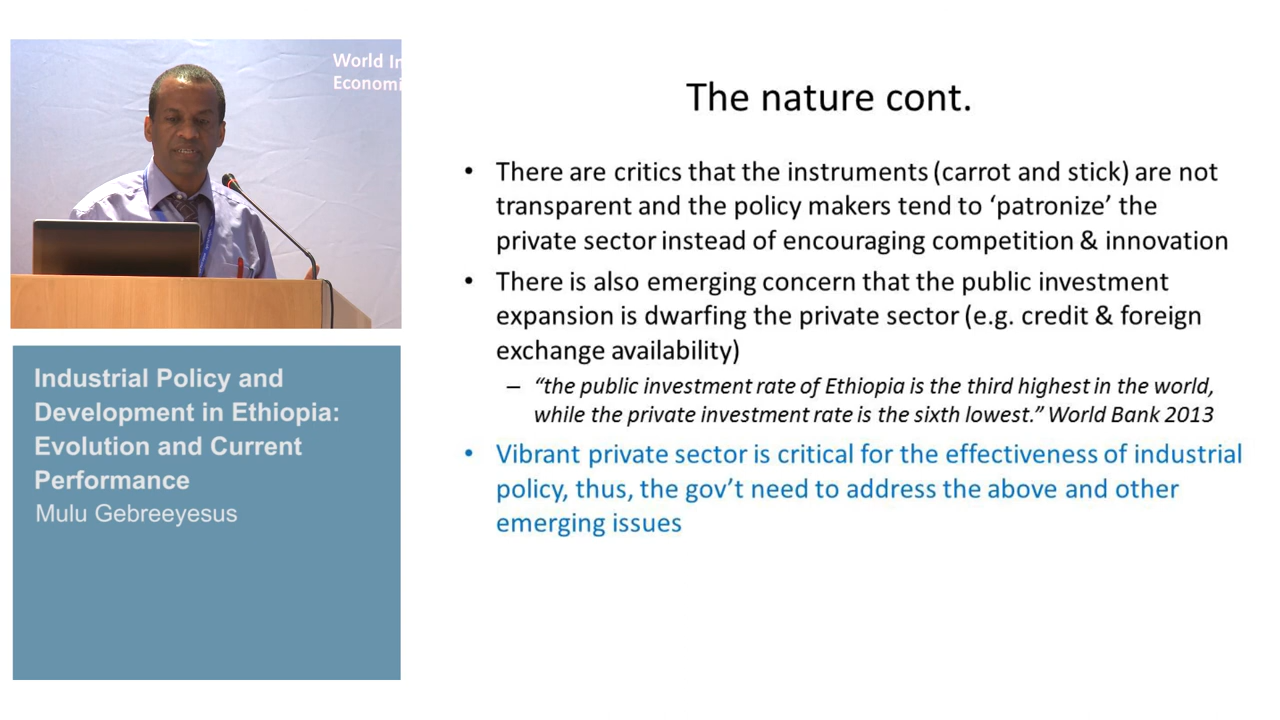 World In
Economi
Industrial Policy and
Development in Ethiopia:
Evolution and Current
Performance
Mulu Gebreeyesus
The nature cont.
• There are critics that the instruments (carrot and stick) are not
transparent and the policy makers tend to ‘patronize’ the
private sector instead of encouraging competition & innovation
• There is also emerging concern that the public investment
expansion is dwarfing the private sector (e.g. credit & foreign
exchange availability)
– “the public investment rate of Ethiopia is the third highest in the world,
while the private investment rate is the sixth lowest.” World Bank 2013
• Vibrant private sector is critical for the effectiveness of industrial
policy, thus, the gov’t need to address the above and other
emerging issues